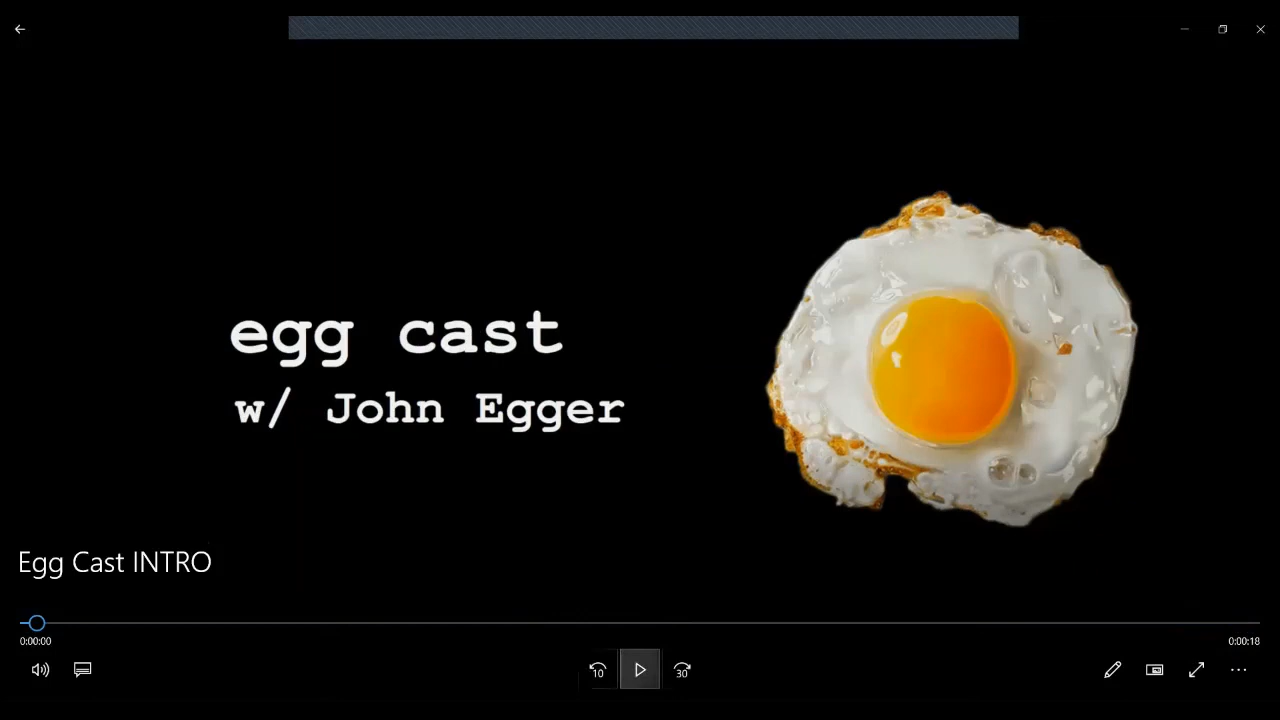 egg cast
w/ John Egger
Egg Cast INTRO
0:00:00
0:00:18
10
30